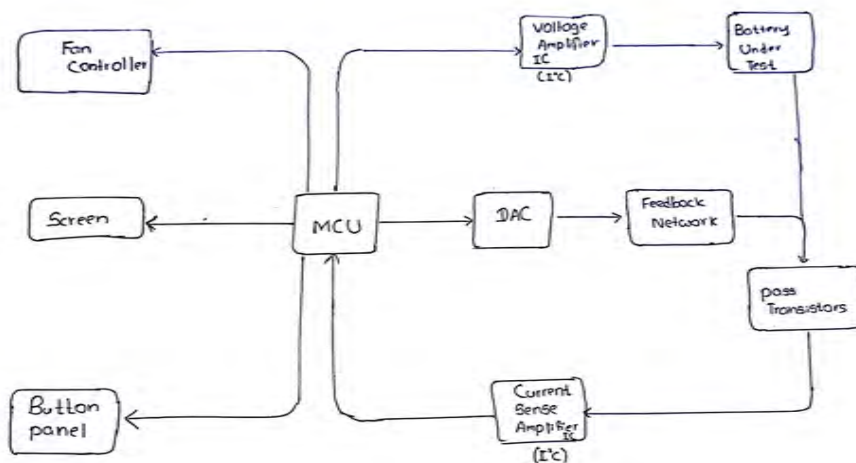 Fan
Controller
Voltage
Amplifier
IC
(I²C)
Battery
Under
Test
Screen
MCU
DAC
Feedback
Network
pass
Transistors
Button
panel
Current
Sense
Amplifier
IC
(I²C)